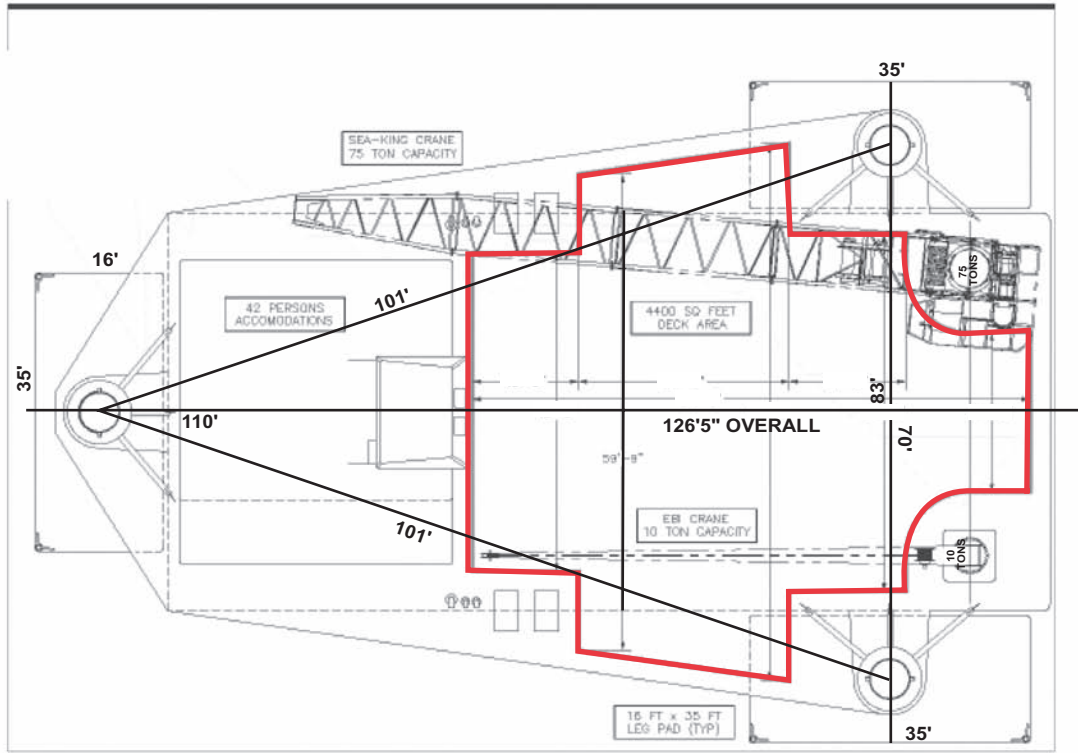 35'
SEA-KING CRANE
75 TON CAPACITY
16'
42 PERSONS
ACCOMODATIONS
101'
4400 SQ FEET
DECK AREA
75
TONS
35'
110'
83'
126'5" OVERALL
70'
59'-9"
101'
EBI CRANE
10 TON CAPACITY
10
TONS
16 FT x 35 FT
LEG PAD (TYP)
35'